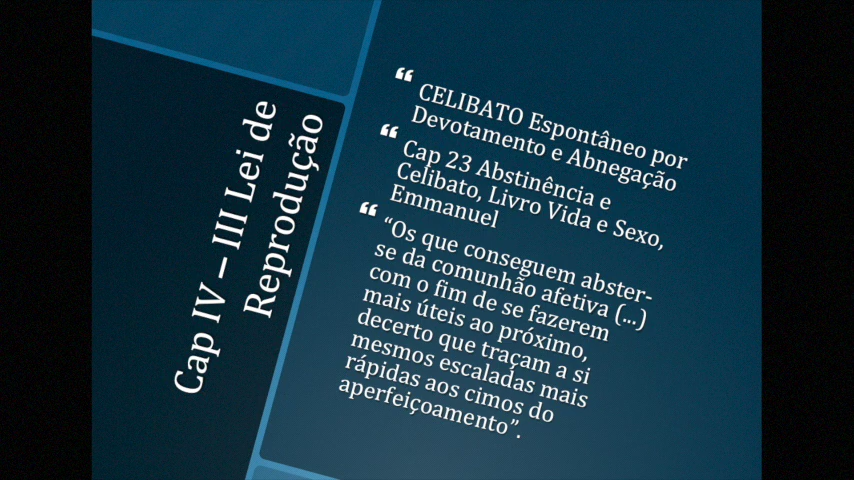 Cap IV – III Lei de
Reprodução
CELIBATO Espontâneo por
Devotamento e Abnegação
Cap 23 Abstinência e
Celibato, Livro Vida e Sexo,
Emmanuel
“Os que conseguem abster-
se da comunhão afetiva (...)
com o fim de se fazerem
mais úteis ao próximo,
decerto que traçam a si
mesmos escaladas mais
rápidas aos cimos do
aperfeiçoamento”.